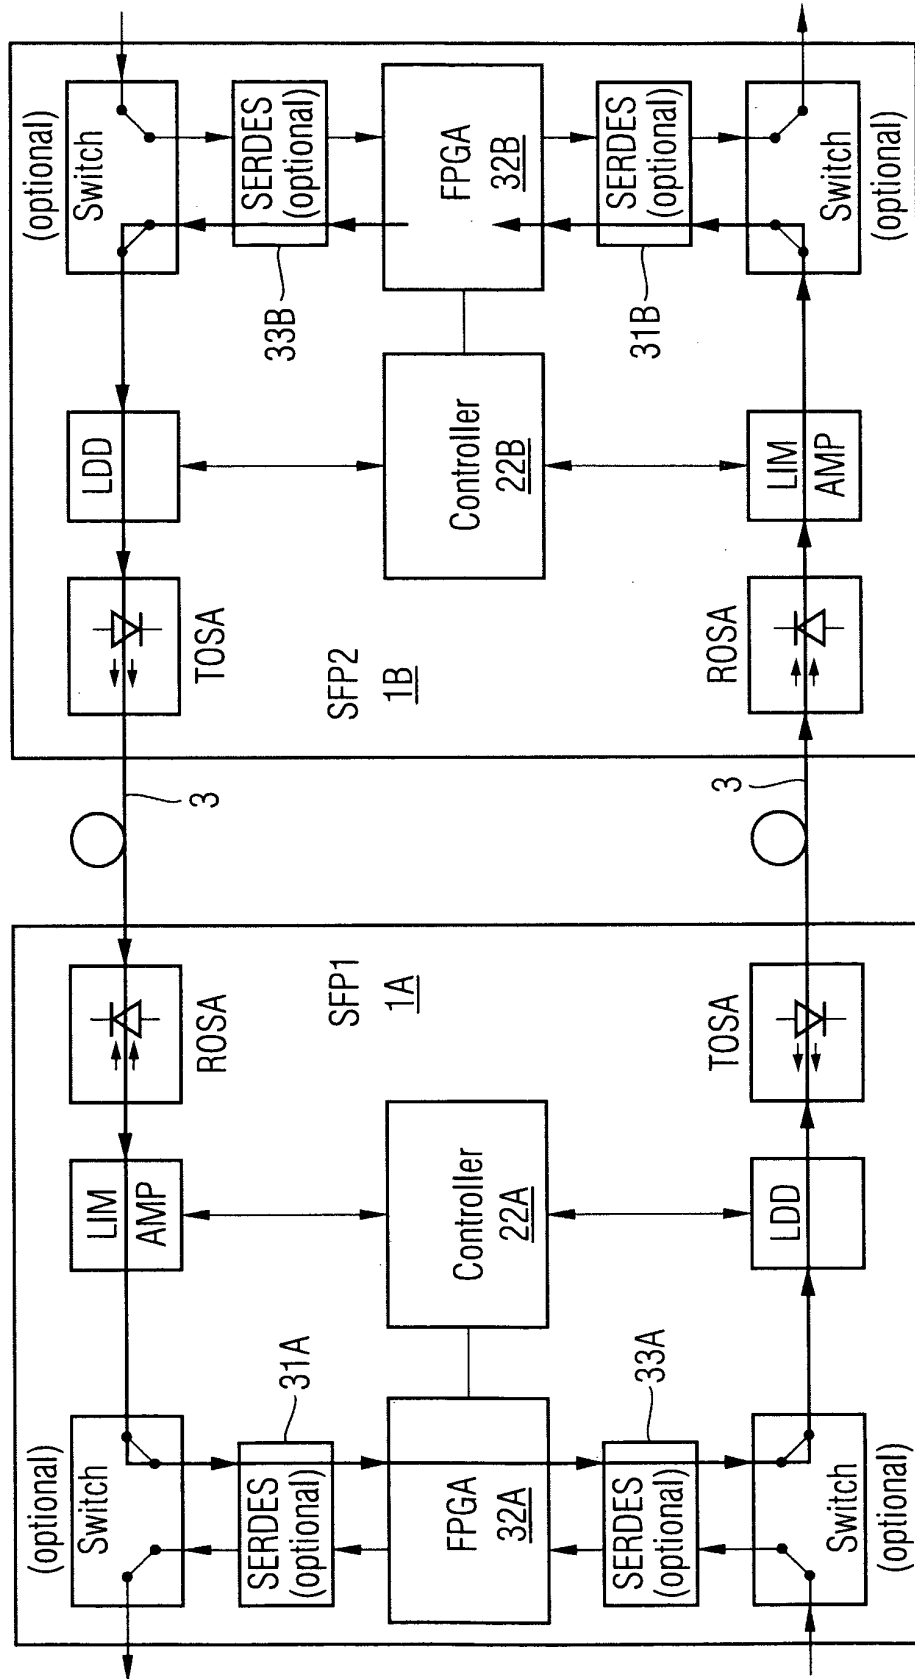 (optional)
Switch
LIM
AMP
ROSA
3
TOSA
LDD
(optional)
Switch
SERDES
(optional)
31A
SFP1
1A
SFP2
1B
33B
SERDES
(optional)
FPGA
32A
Controller
22A
Controller
22B
FPGA
32B
SERDES
(optional)
33A
31B
SERDES
(optional)
Switch
(optional)
LDD
TOSA
3
ROSA
LIM
AMP
Switch
(optional)